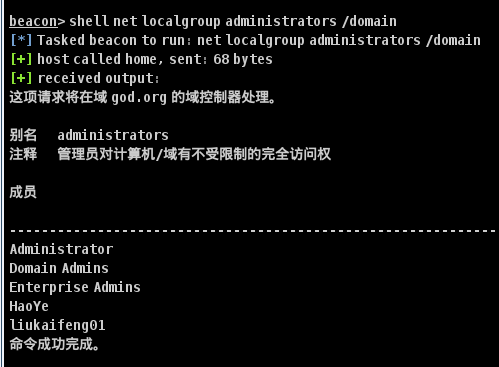 beacon> shell net localgroup administrators /domain
[*] Tasked beacon to run: net localgroup administrators /domain
[+] host called home, sent: 68 bytes
[+] received output:
这项请求将在域 god.org 的域控制器处理。
别名 administrators
注释 管理员对计算机/域有不受限制的完全访问权
成员
-------------------------------------------------------------
Administrator
Domain Admins
Enterprise Admins
HaoYe
liukaifeng01
命令成功完成。